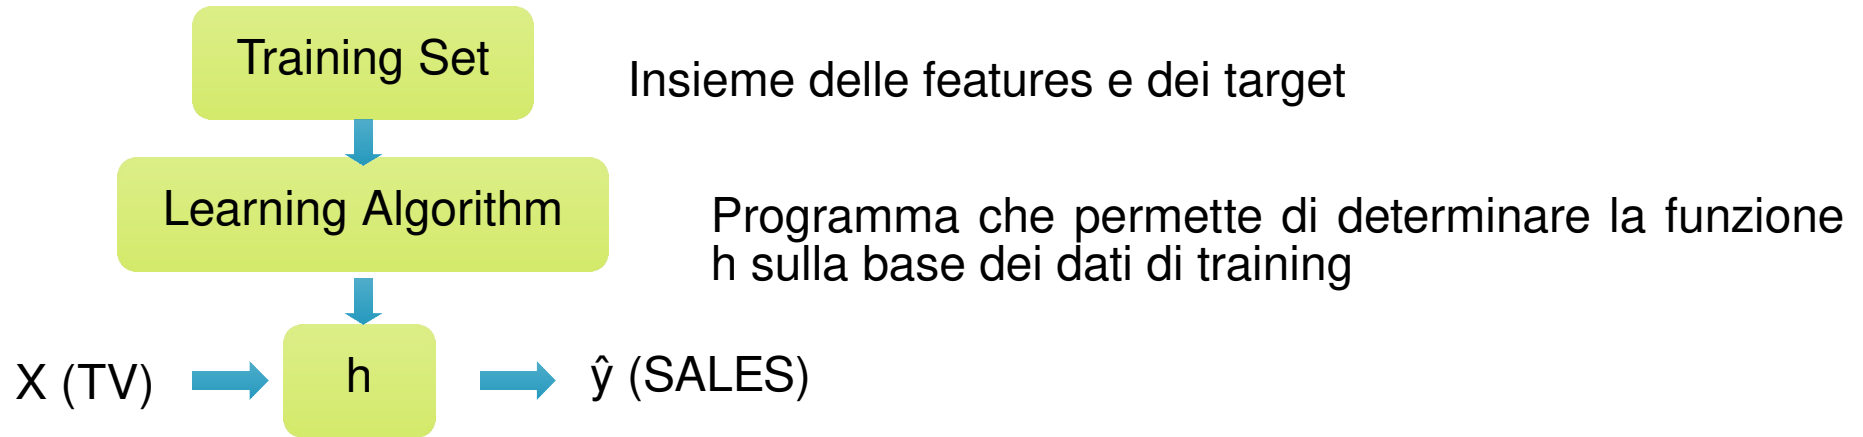 Training Set
Insieme delle features e dei target
Learning Algorithm
Programma che permette di determinare la funzione
h sulla base dei dati di training
X (TV)
h
ŷ (SALES)